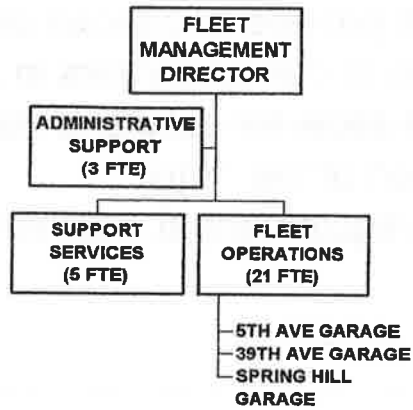 FLEET
MANAGEMENT
DIRECTOR
ADMINISTRATIVE
SUPPORT
(3 FTE)
SUPPORT
SERVICES
(5 FTE)
FLEET
OPERATIONS
(21 FTE)
5TH AVE GARAGE
39TH AVE GARAGE
SPRING HILL
GARAGE